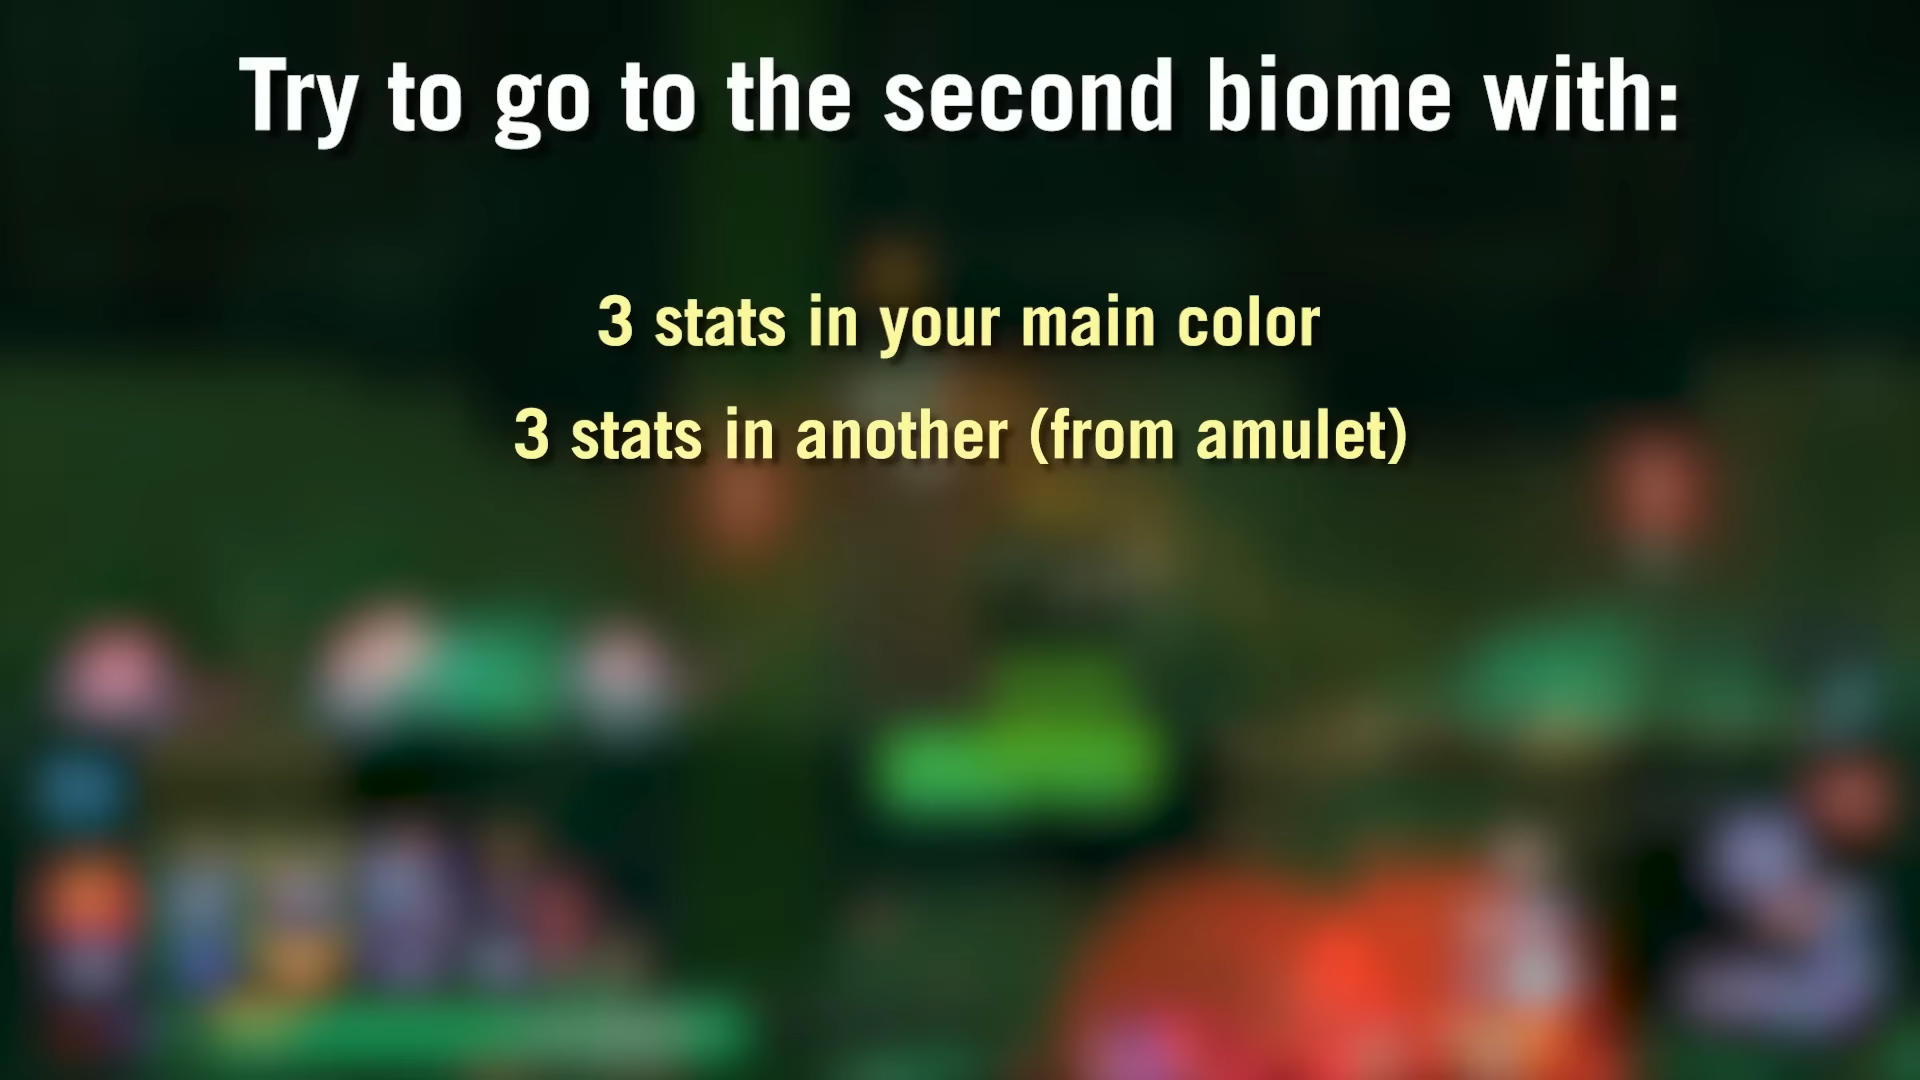 Try to go to the second biome with:
3 stats in your main color
3 stats in another (from amulet)